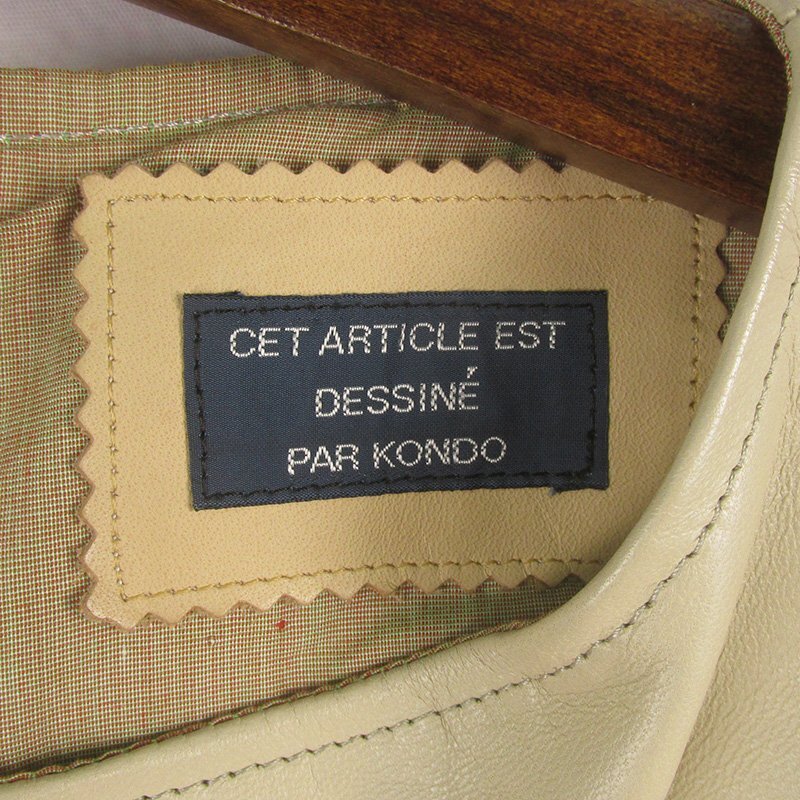 CET ARTICLE EST
DESSINÉ
PAR KONDO